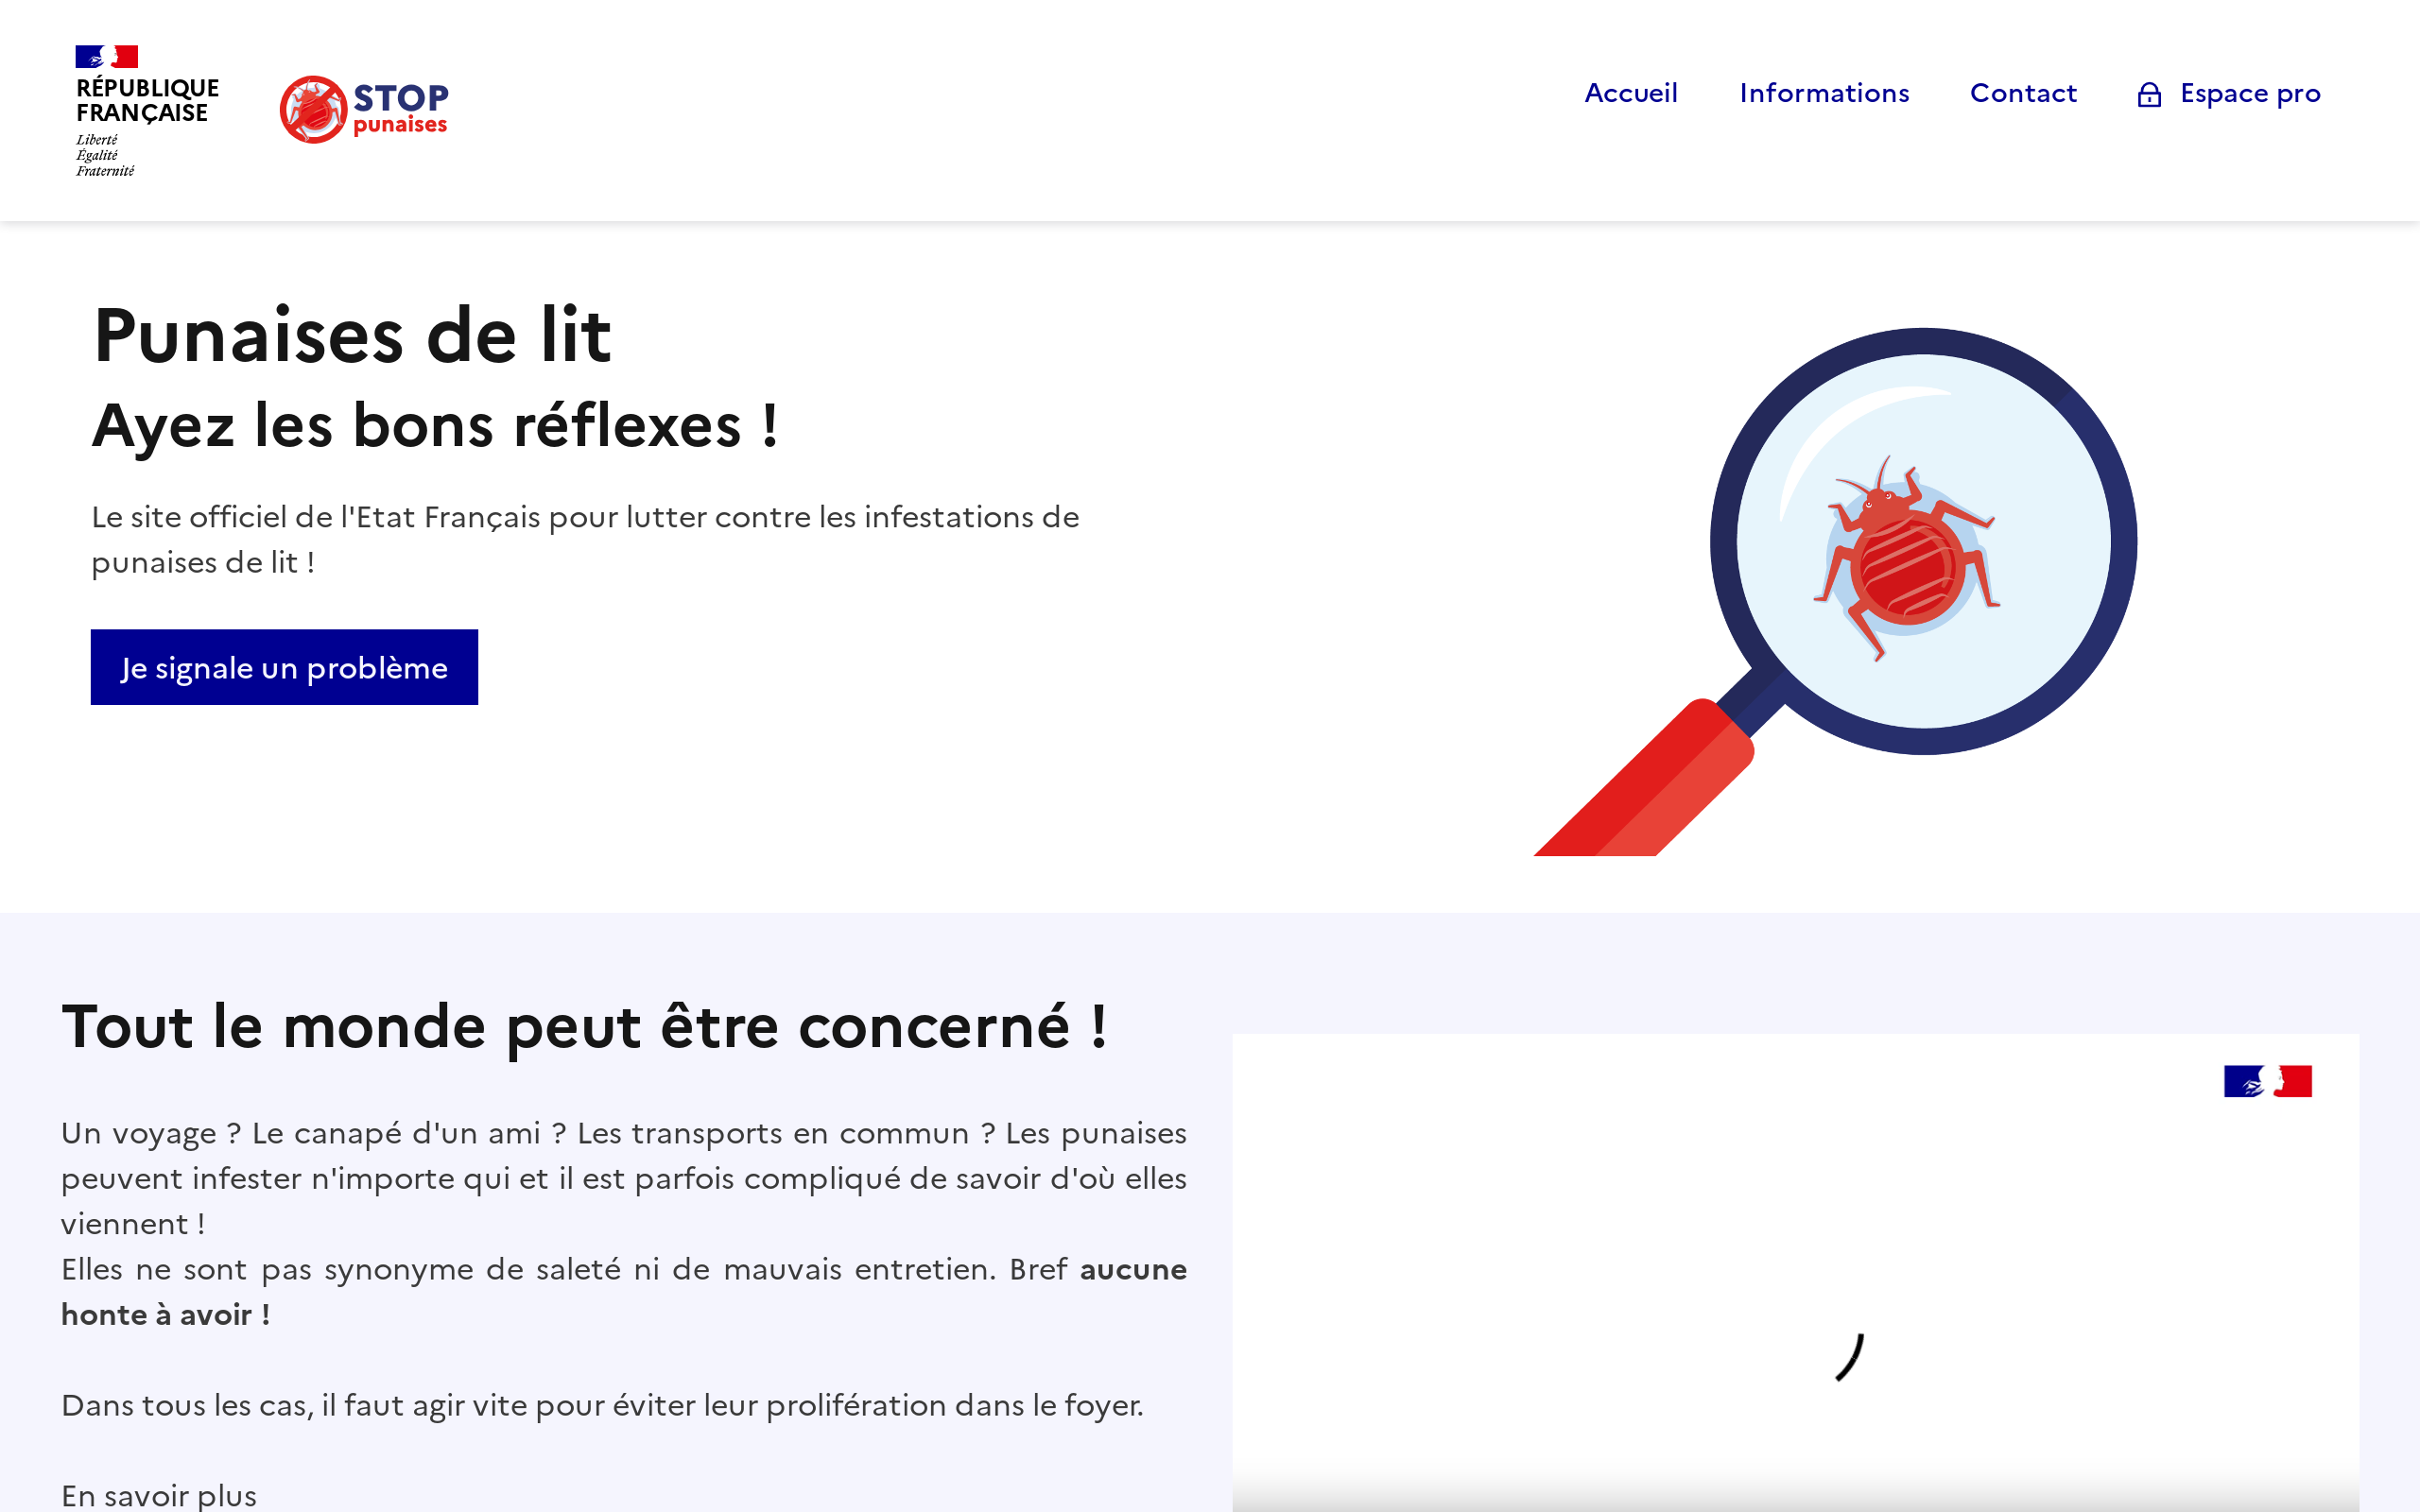 RÉPUBLIQUE
FRANÇAISE
Liberté
Égalité
Fraternité
STOP
punaises
Accueil
Informations
Contact
Espace pro
Punaises de lit
Ayez les bons réflexes !
Le site officiel de l'Etat Français pour lutter contre les infestations de
punaises de lit !
Je signale un problème
Tout le monde peut être concerné !
Un voyage ? Le canapé d'un ami ? Les transports en commun ? Les punaises
peuvent infester n'importe qui et il est parfois compliqué de savoir d'où elles
viennent !
Elles ne sont pas synonyme de saleté ni de mauvais entretien. Bref aucune
honte à avoir !
Dans tous les cas, il faut agir vite pour éviter leur prolifération dans le foyer.
En savoir plus